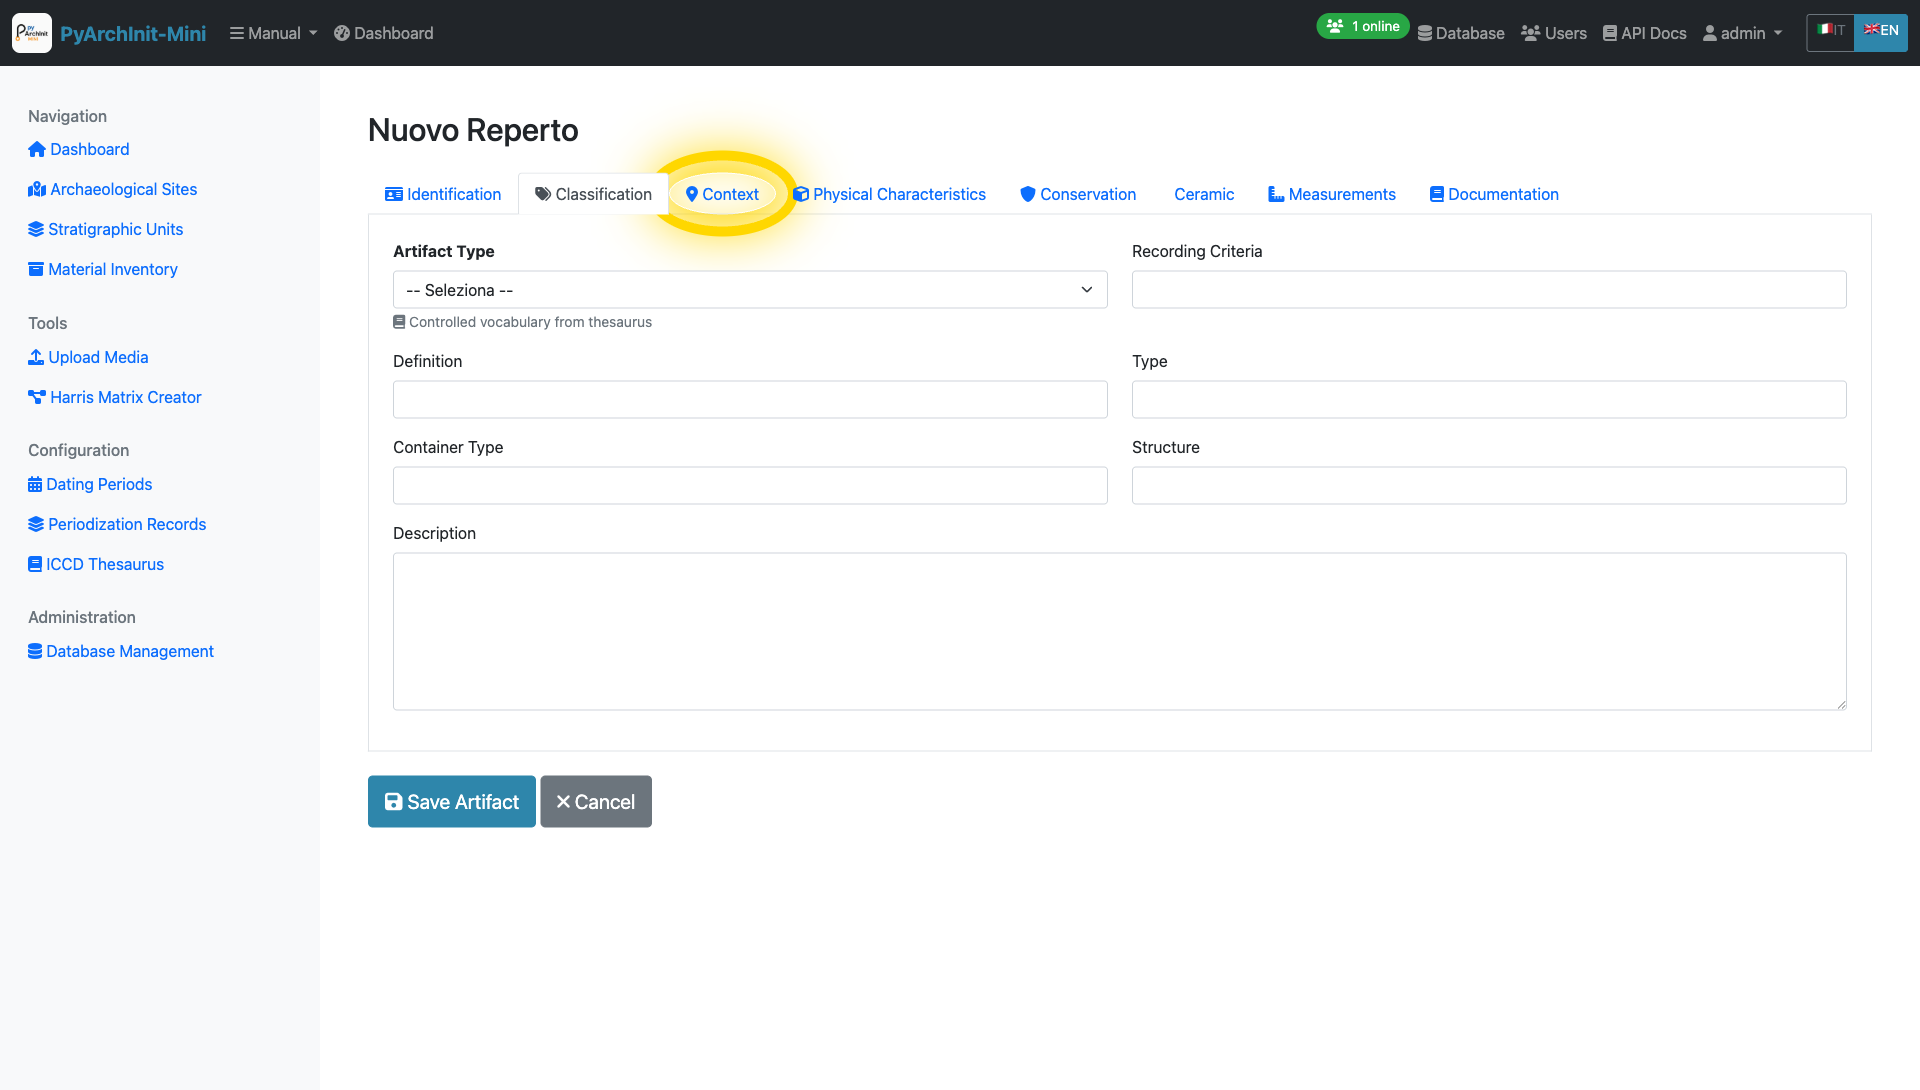 PyArchInit-Mini
Manual
Dashboard
1 online
Database
Users
API Docs
admin
IT
EN
Navigation
Dashboard
Archaeological Sites
Stratigraphic Units
Material Inventory
Tools
Upload Media
Harris Matrix Creator
Configuration
Dating Periods
Periodization Records
ICCD Thesaurus
Administration
Database Management
Nuovo Reperto
Identification
Classification
Context
Physical Characteristics
Conservation
Ceramic
Measurements
Documentation
Artifact Type
Recording Criteria
-- Seleziona --
Controlled vocabulary from thesaurus
Definition
Type
Container Type
Structure
Description
Save Artifact
Cancel